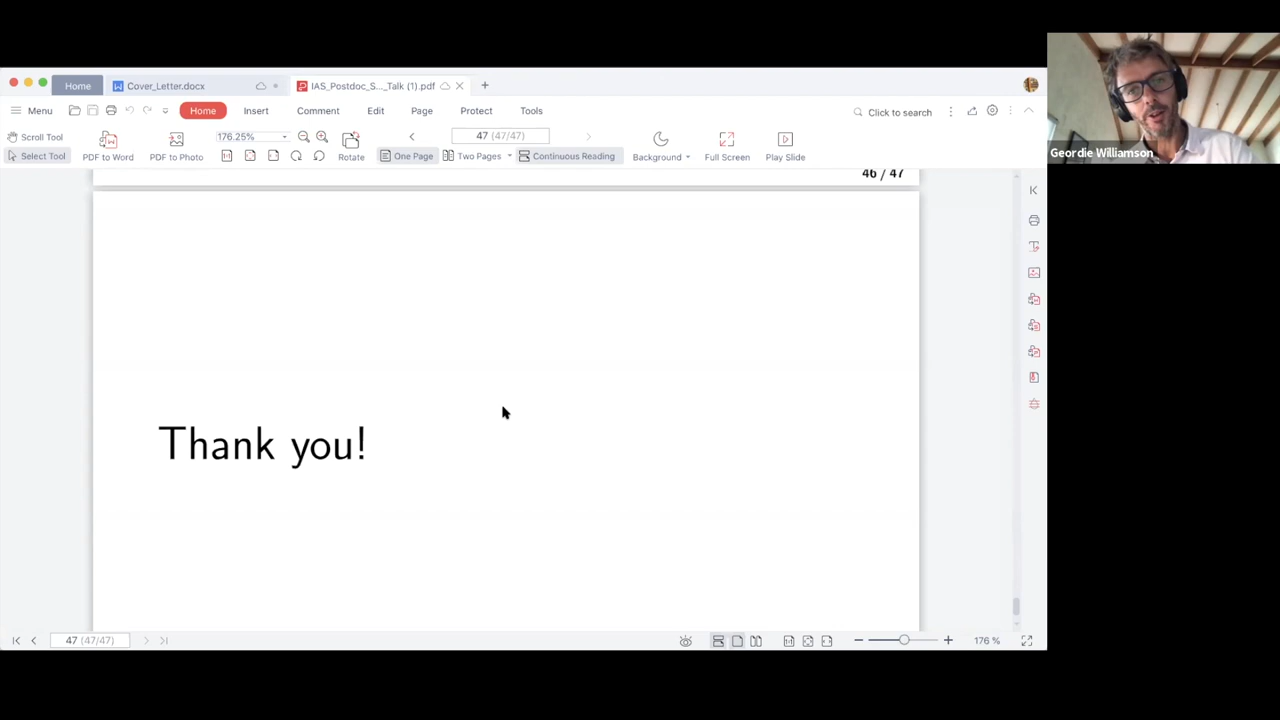 Home
Cover_Letter.docx
IAS_Postdoc_S..._Talk (1).pdf
Menu
Home
Insert
Comment
Edit
Page
Protect
Tools
Click to search
Scroll Tool
Select Tool
PDF to Word
PDF to Photo
176.25%
Rotate
47 (47/47)
One Page
Two Pages
Continuous Reading
Background
Full Screen
Play Slide
Geordie Williamson
46 / 47
Thank you!
47 (47/47)
176 %